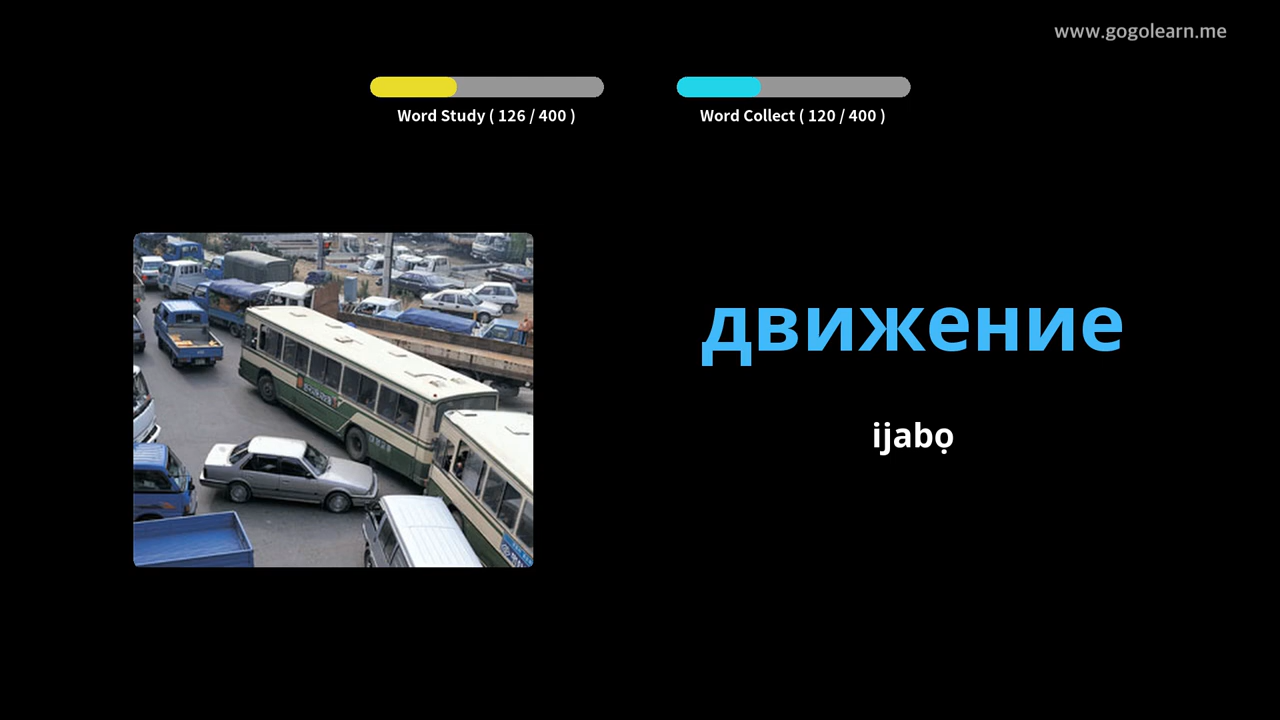 www.gogolearn.me
Word Study ( 126 / 400 )
Word Collect ( 120 / 400 )
движение
ijabọ